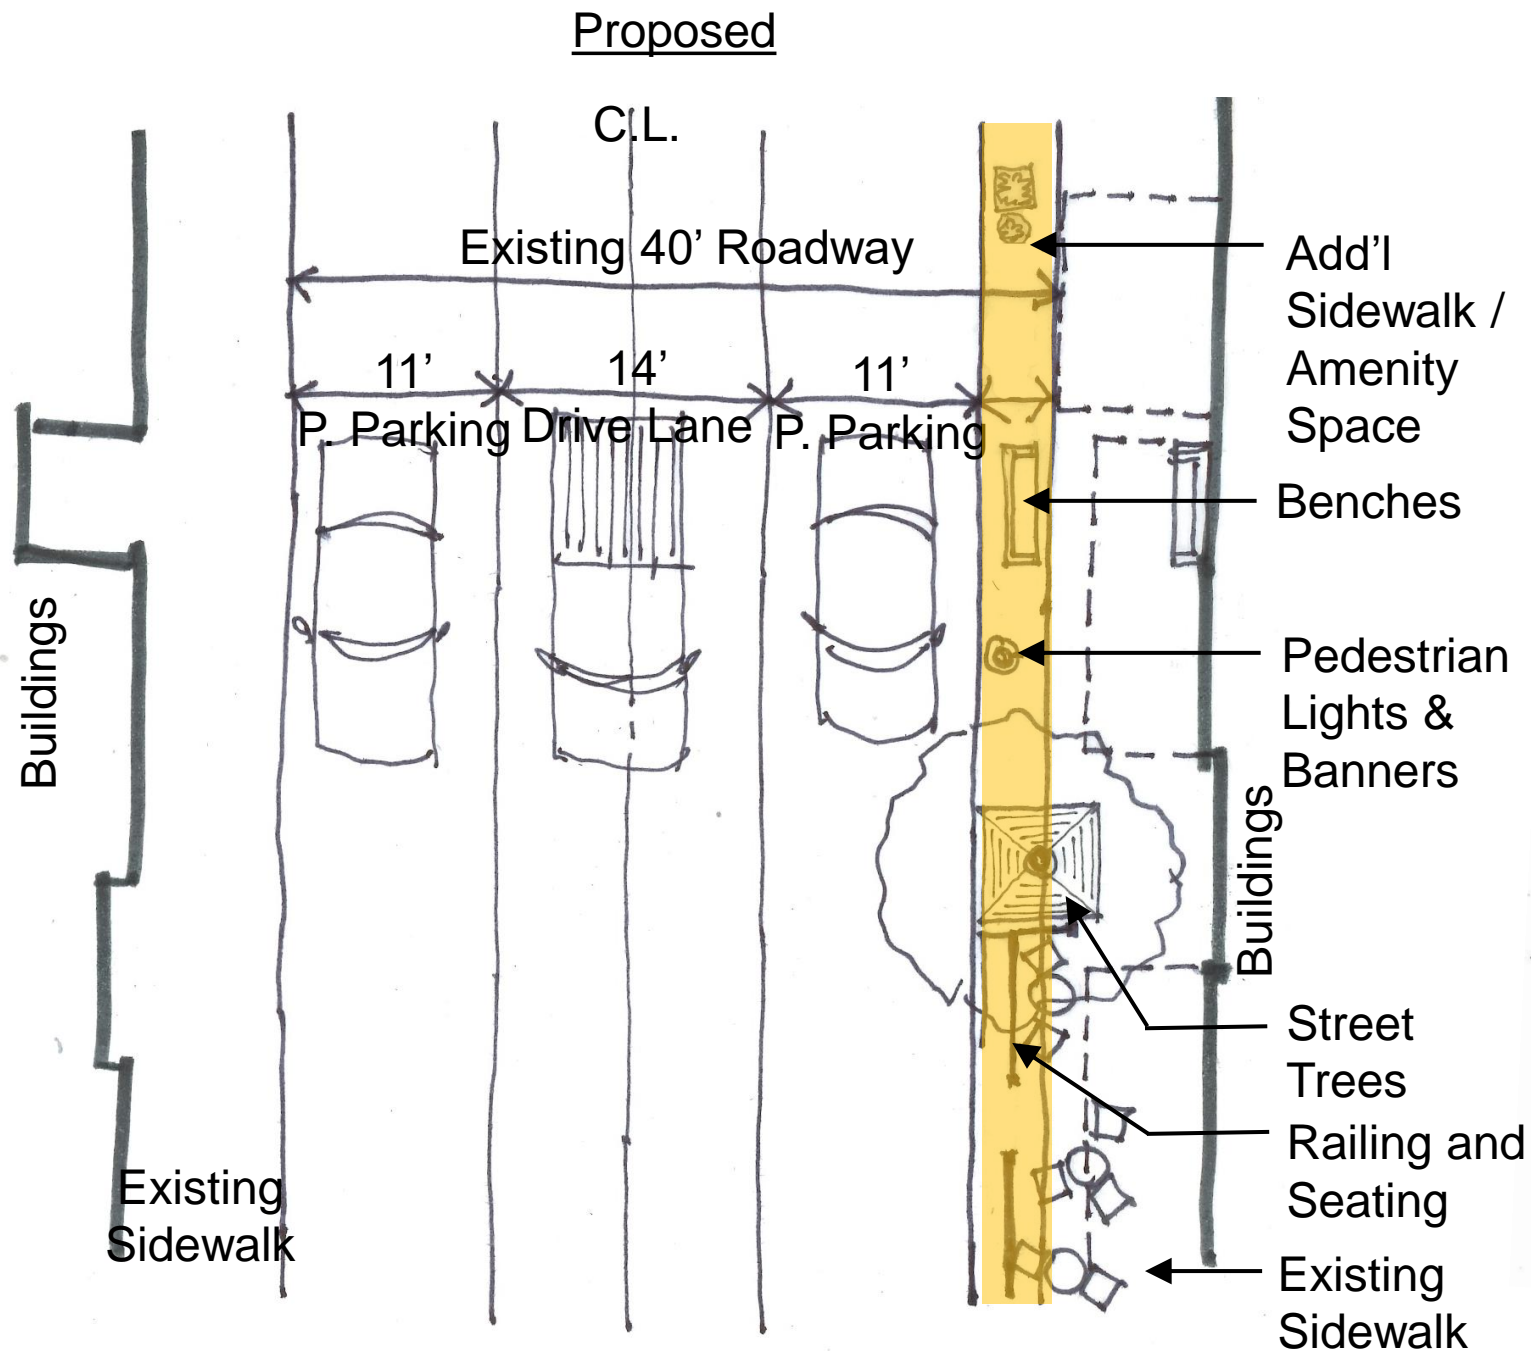 Proposed
C.L.
Existing 40’ Roadway
11’
P. Parking
14’
Drive Lane
11’
P. Parking
Add’l
Sidewalk /
Amenity
Space
Benches
Pedestrian
Lights &
Banners
Buildings
Buildings
Street
Trees
Railing and
Seating
Existing
Sidewalk
Existing
Sidewalk